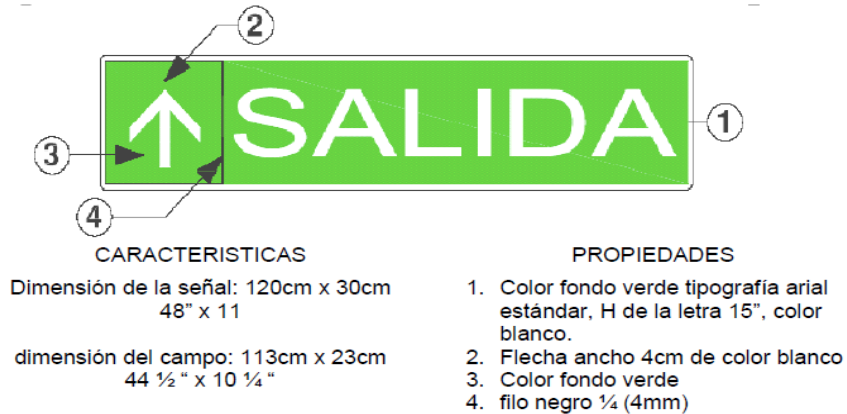 2
SALIDA
1
3
4
CARACTERISTICAS
Dimensión de la señal: 120cm x 30cm
48” x 11
dimensión del campo: 113cm x 23cm
44 ½ “ x 10 ¼ “
PROPIEDADES
1. Color fondo verde tipografía arial
estándar, H de la letra 15”, color
blanco.
2. Flecha ancho 4cm de color blanco
3. Color fondo verde
4. filo negro ¼ (4mm)